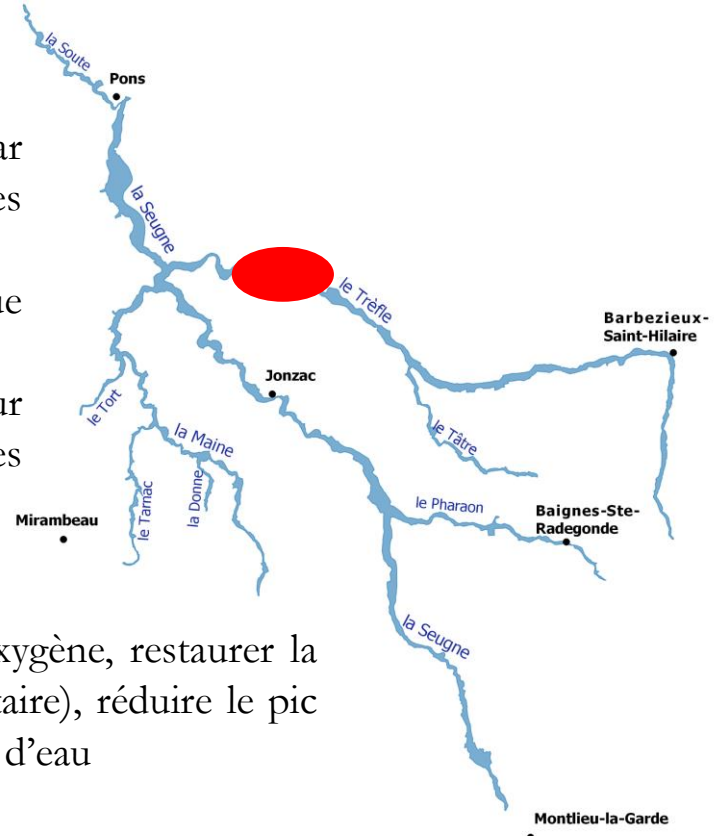 la Soute
Pons
ar
es
la Seugne
ue
le Trèfle
Barbezieux-
Saint-Hilaire
Jonzac
ur
le Tort
le Tâtre
es
la Maine
le Tarnac
la Donne
le Pharaon
Baignes-Ste-
Radegonde
Mirambeau
la Seugne
xygène, restaurer la
taire), réduire le pic
d’eau
Montlieu-la-Garde